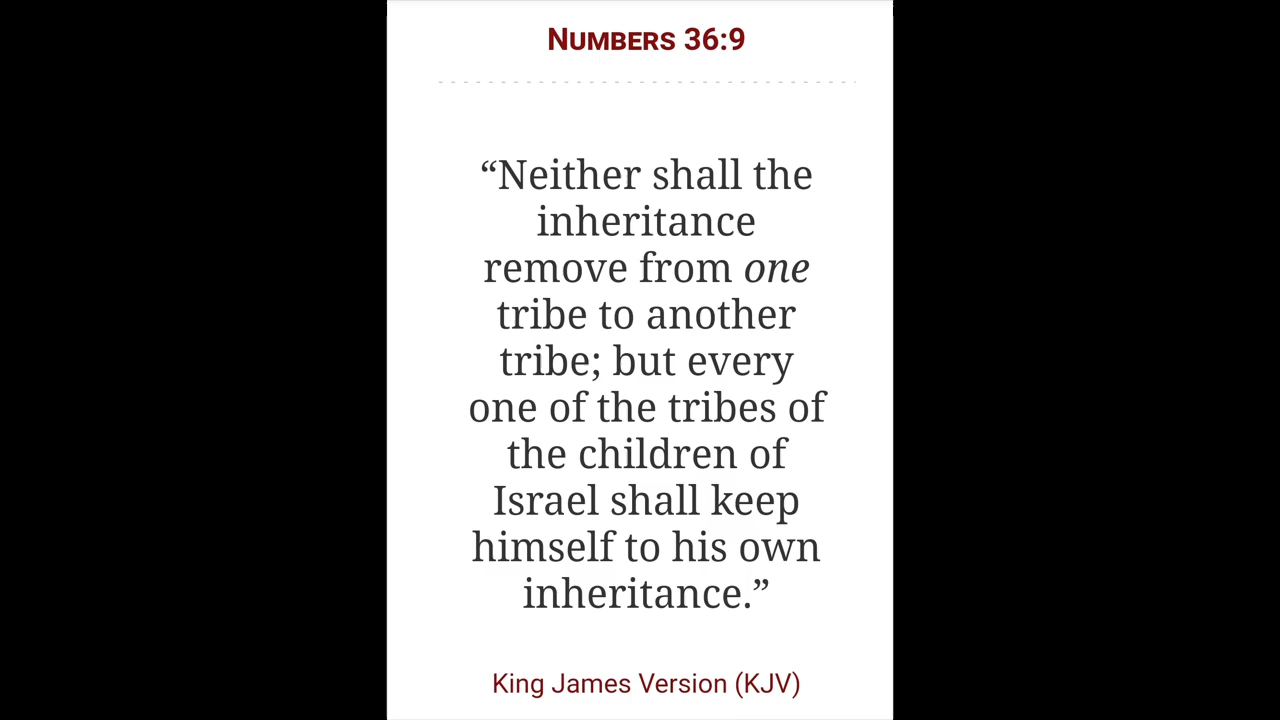 Numbers 36:9
“Neither shall the
inheritance
remove from one
tribe to another
tribe; but every
one of the tribes of
the children of
Israel shall keep
himself to his own
inheritance.”
King James Version (KJV)